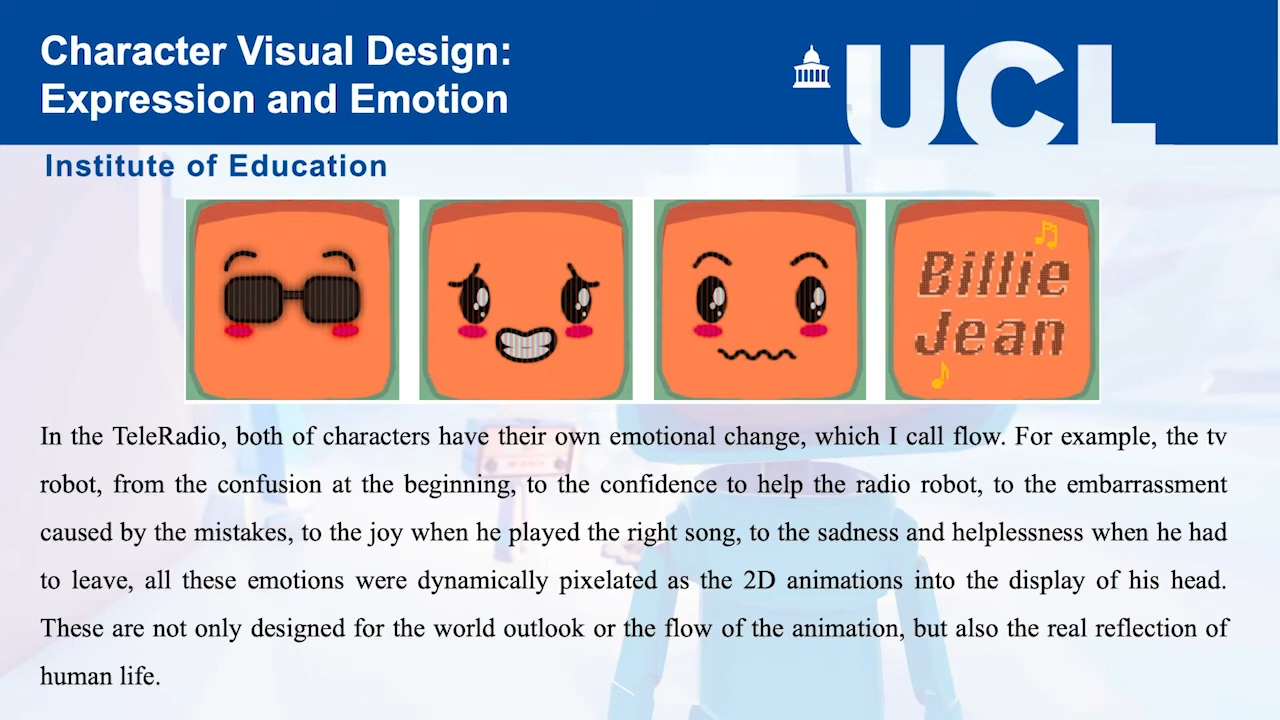 Character Visual Design:
Expression and Emotion
UCL
Institute of Education
Billie
Jean
In the TeleRadio, both of characters have their own emotional change, which I call flow. For example, the tv
robot, from the confusion at the beginning, to the confidence to help the radio robot, to the embarrassment
caused by the mistakes, to the joy when he played the right song, to the sadness and helplessness when he had
to leave, all these emotions were dynamically pixelated as the 2D animations into the display of his head.
These are not only designed for the world outlook or the flow of the animation, but also the real reflection of
human life.